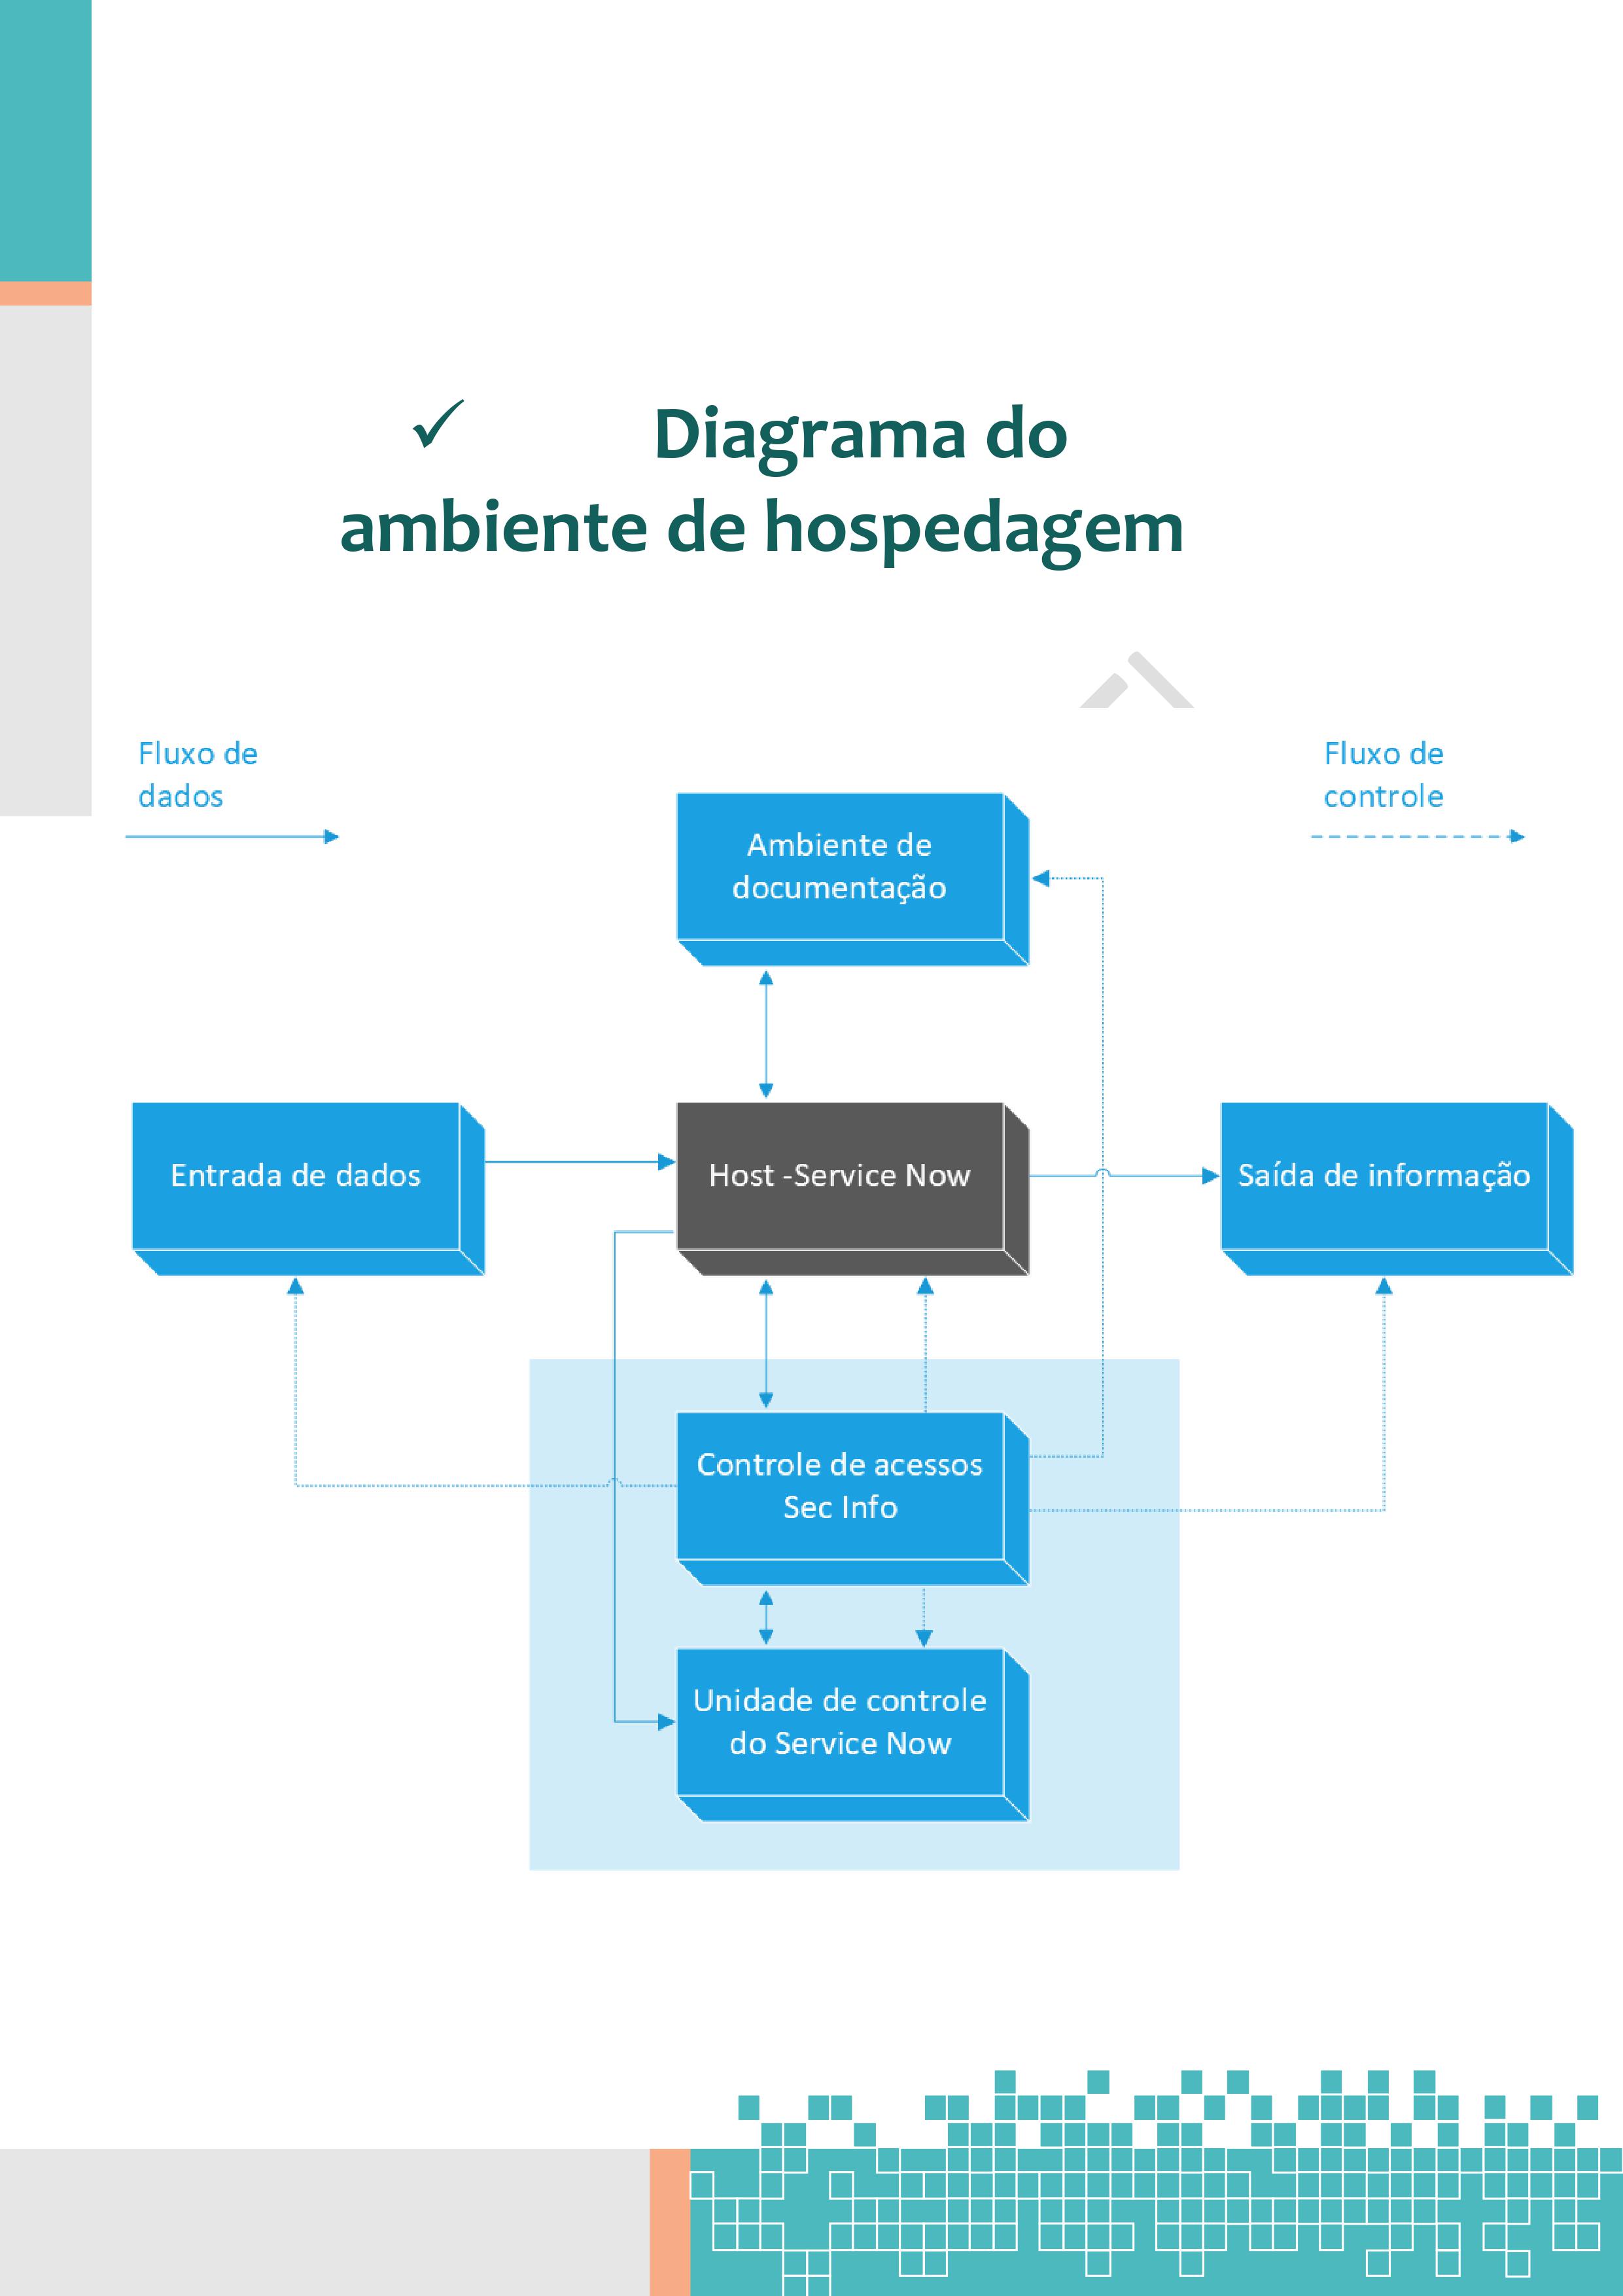 ✓ Diagrama do
ambiente de hospedagem
Fluxo de
dados
Fluxo de
controle
Ambiente de
documentação
Entrada de dados
Host -Service Now
Saída de informação
Controle de acessos
Sec Info
Unidade de controle
do Service Now